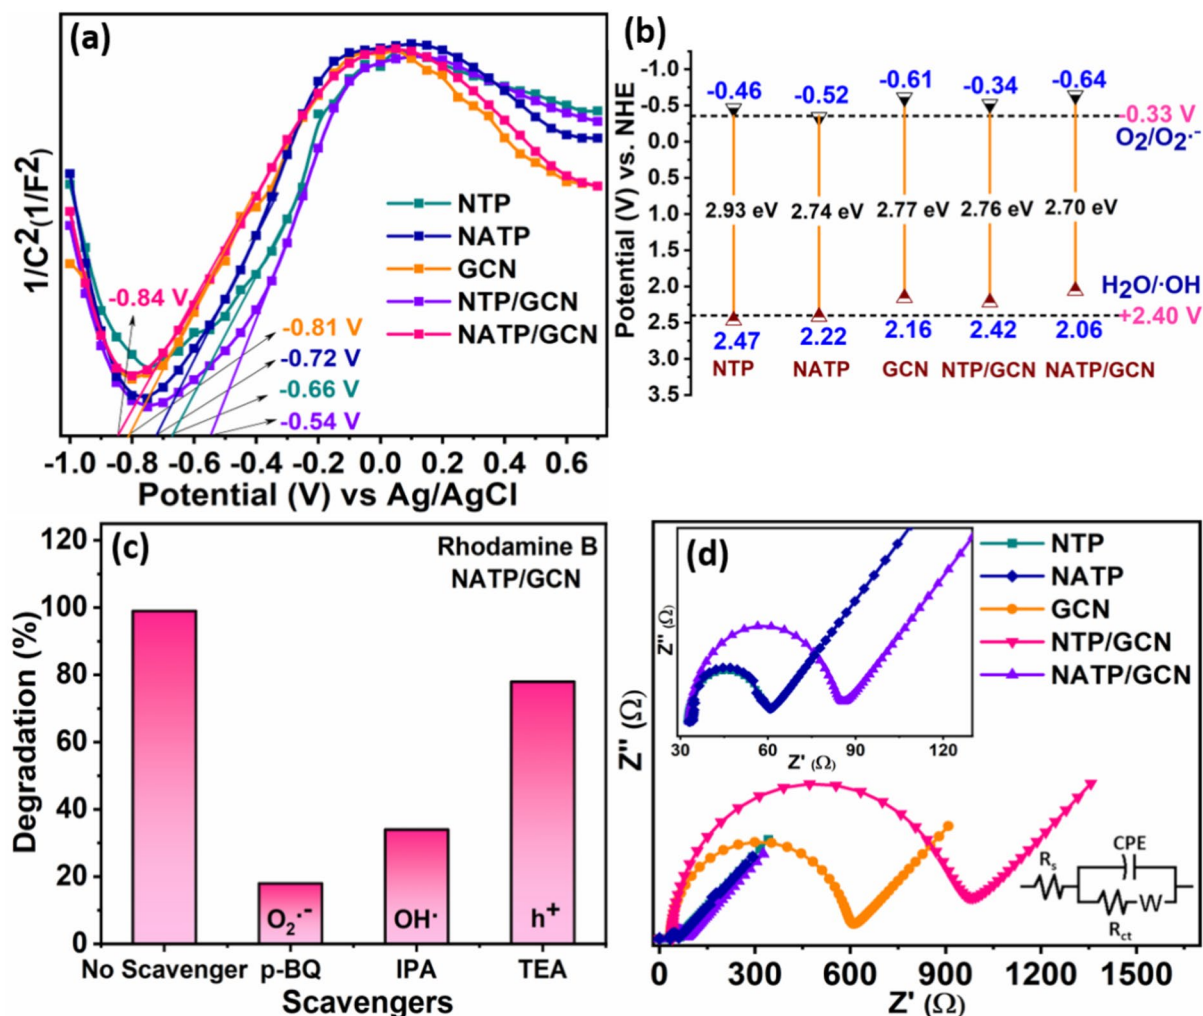 (a)
1/C²(1/F²)
NTP
NATP
GCN
NTP/GCN
NATP/GCN
-0.84 V
-0.81 V
-0.72 V
-0.66 V
-0.54 V
-1.0 -0.8 -0.6 -0.4 -0.2 0.0 0.2 0.4 0.6
Potential (V) vs Ag/AgCl
(b)
Potential (V) vs. NHE
-1.0
-0.5
0.0
0.5
1.0
1.5
2.0
2.5
3.0
3.5
-0.46 -0.52 -0.61 -0.34 -0.64
-0.33 V
O₂/O₂·⁻
2.93 eV 2.74 eV 2.77 eV 2.76 eV 2.70 eV
H₂O/·OH
+2.40 V
2.47 2.22 2.16 2.42 2.06
NTP NATP GCN NTP/GCN NATP/GCN
(c)
Rhodamine B
NATP/GCN
Degradation (%)
120
100
80
60
40
20
0
O₂·⁻ OH· h⁺
No Scavenger p-BQ IPA TEA
Scavengers
(d)
NTP
NATP
GCN
NTP/GCN
NATP/GCN
Z'' (Ω)
30 60 90 120
Z' (Ω)
Z'' (Ω)
Rs
CPE
W
Rct
0 300 600 900 1200 1500
Z' (Ω)